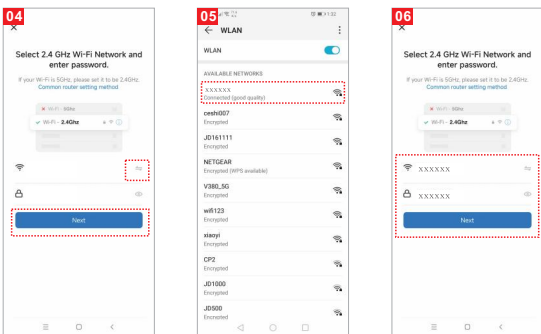 04
Select 2.4 GHz Wi-Fi Network and
enter password.
If your Wi-Fi is 5GHz, please set it to be 2.4GHz.
Common router setting method
Wi-Fi - 5Ghz
Wi-Fi - 2.4Ghz
Next
05
WLAN
WLAN
AVAILABLE NETWORKS
XXXXXX
Connected (good quality)
ceshi007
Encrypted
JD161111
Encrypted
NETGEAR
Encrypted (WPS available)
V380_5G
Encrypted
wifi123
Encrypted
xiaoyi
Encrypted
CP2
Encrypted
JD1000
Encrypted
JD500
Encrypted
06
Select 2.4 GHz Wi-Fi Network and
enter password.
If your Wi-Fi is 5GHz, please set it to be 2.4GHz.
Common router setting method
Wi-Fi - 5Ghz
Wi-Fi - 2.4Ghz
XXXXXX
XXXXXX
Next